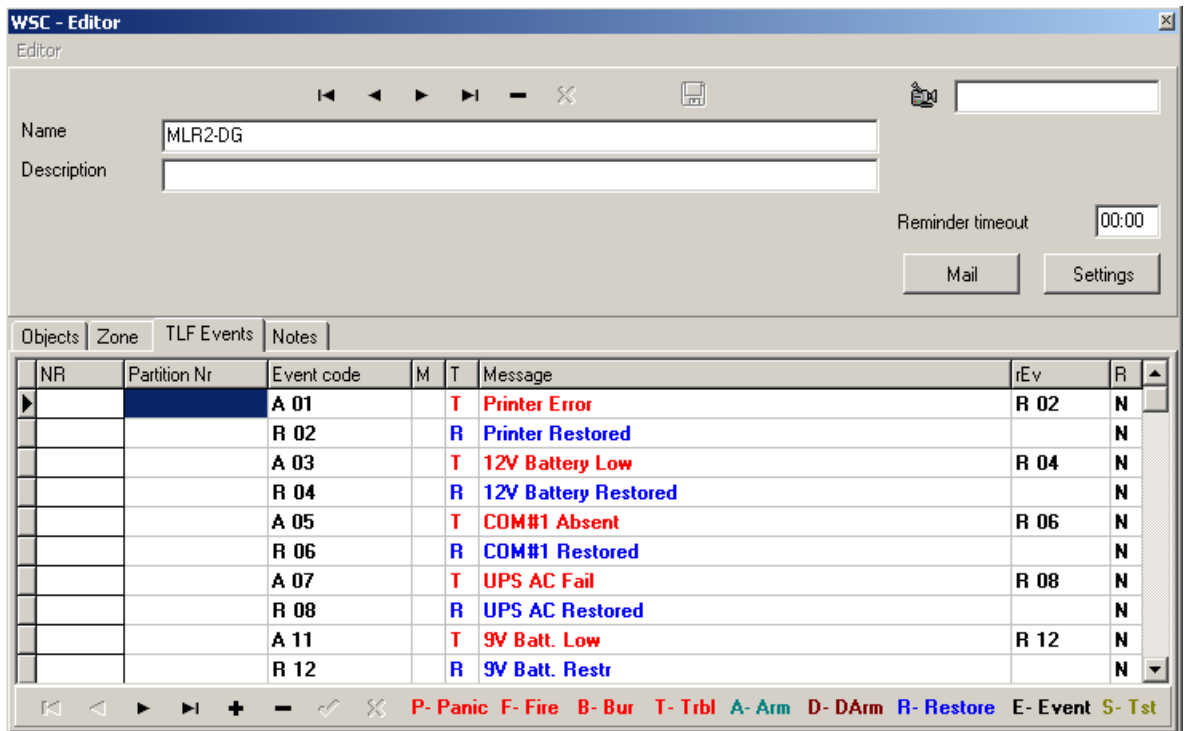 WSC - Editor
Editor
Name MLR2-DG
Description
Reminder timeout 00:00
Mail Settings
Objects Zone TLF Events Notes
NR Partition Nr Event code M T Message rEv R
A 01 T Printer Error R 02 N
R 02 R Printer Restored N
A 03 T 12V Battery Low R 04 N
R 04 R 12V Battery Restored N
A 05 T COM#1 Absent R 06 N
R 06 R COM#1 Restored N
A 07 T UPS AC Fail R 08 N
R 08 R UPS AC Restored N
A 11 T 9V Batt. Low R 12 N
R 12 R 9V Batt. Restr N
P- Panic F- Fire B- Bur T- Trbl A- Arm D- DArm R- Restore E- Event S- Tst